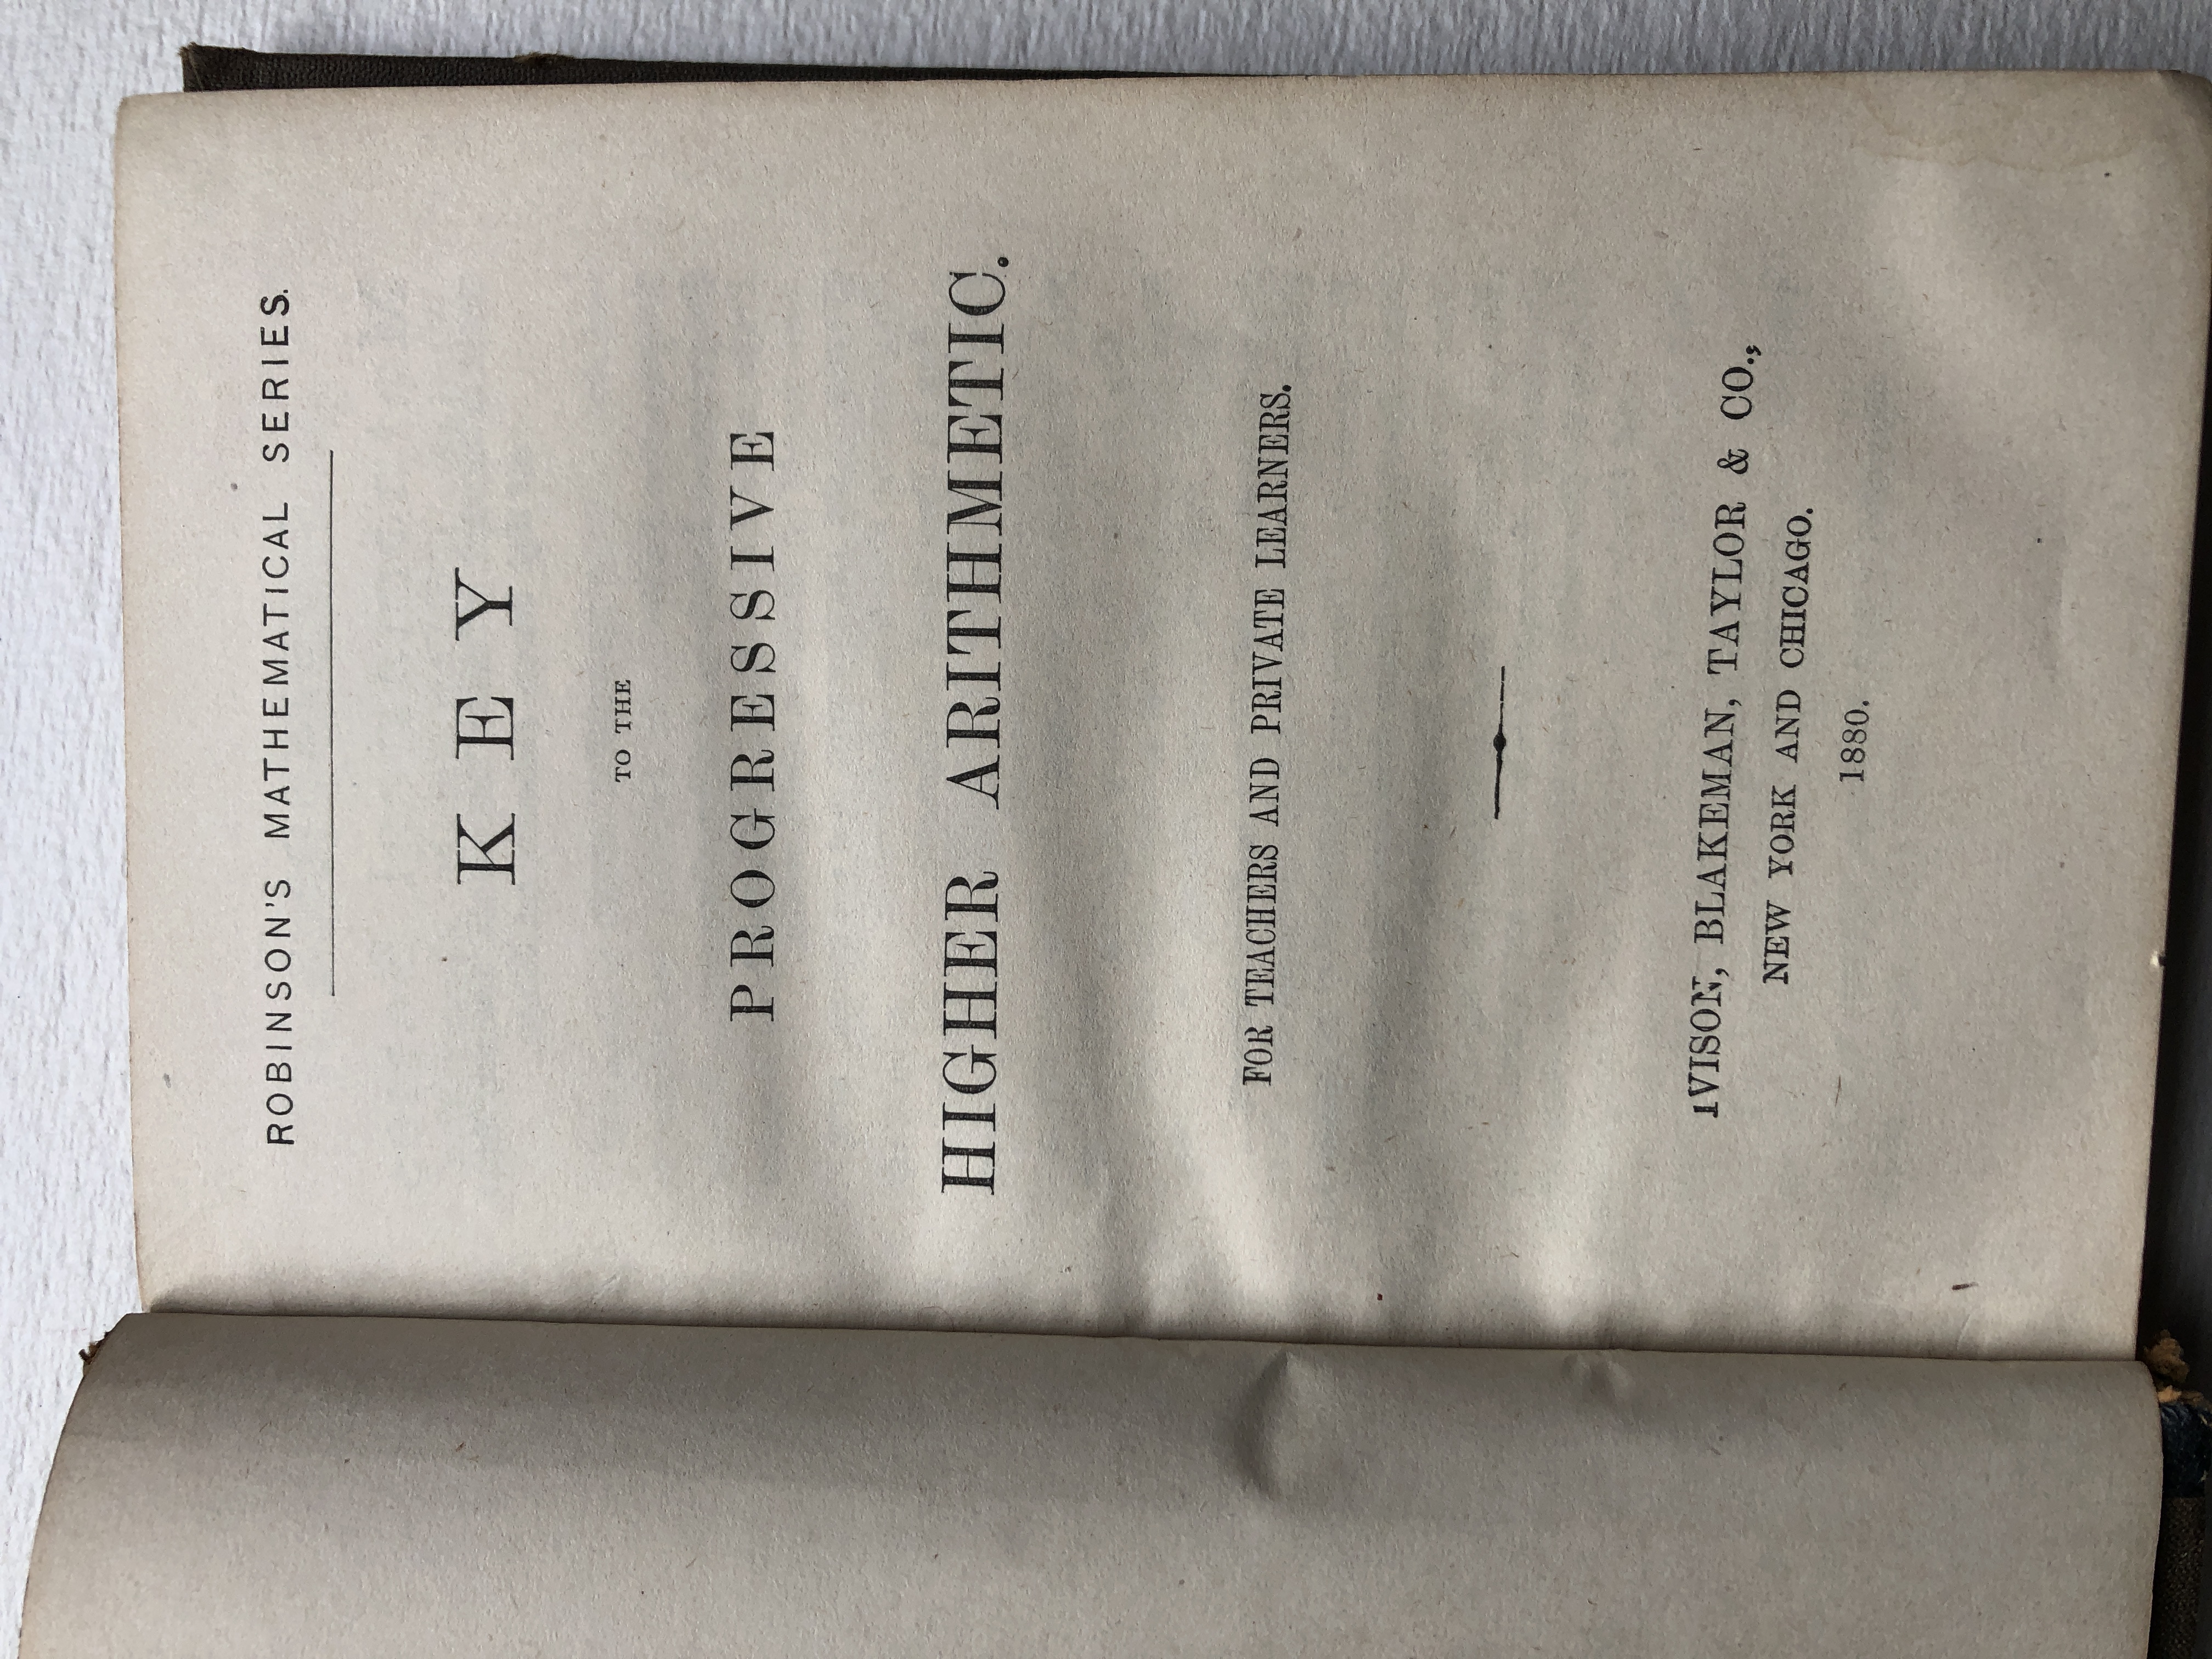 ROBINSON'S MATHEMATICAL SERIES.
KEY
TO THE
PROGRESSIVE
HIGHER ARITHMETIC.
FOR TEACHERS AND PRIVATE LEARNERS.
IVISON, BLAKEMAN, TAYLOR & CO.,
NEW YORK AND CHICAGO.
1880.